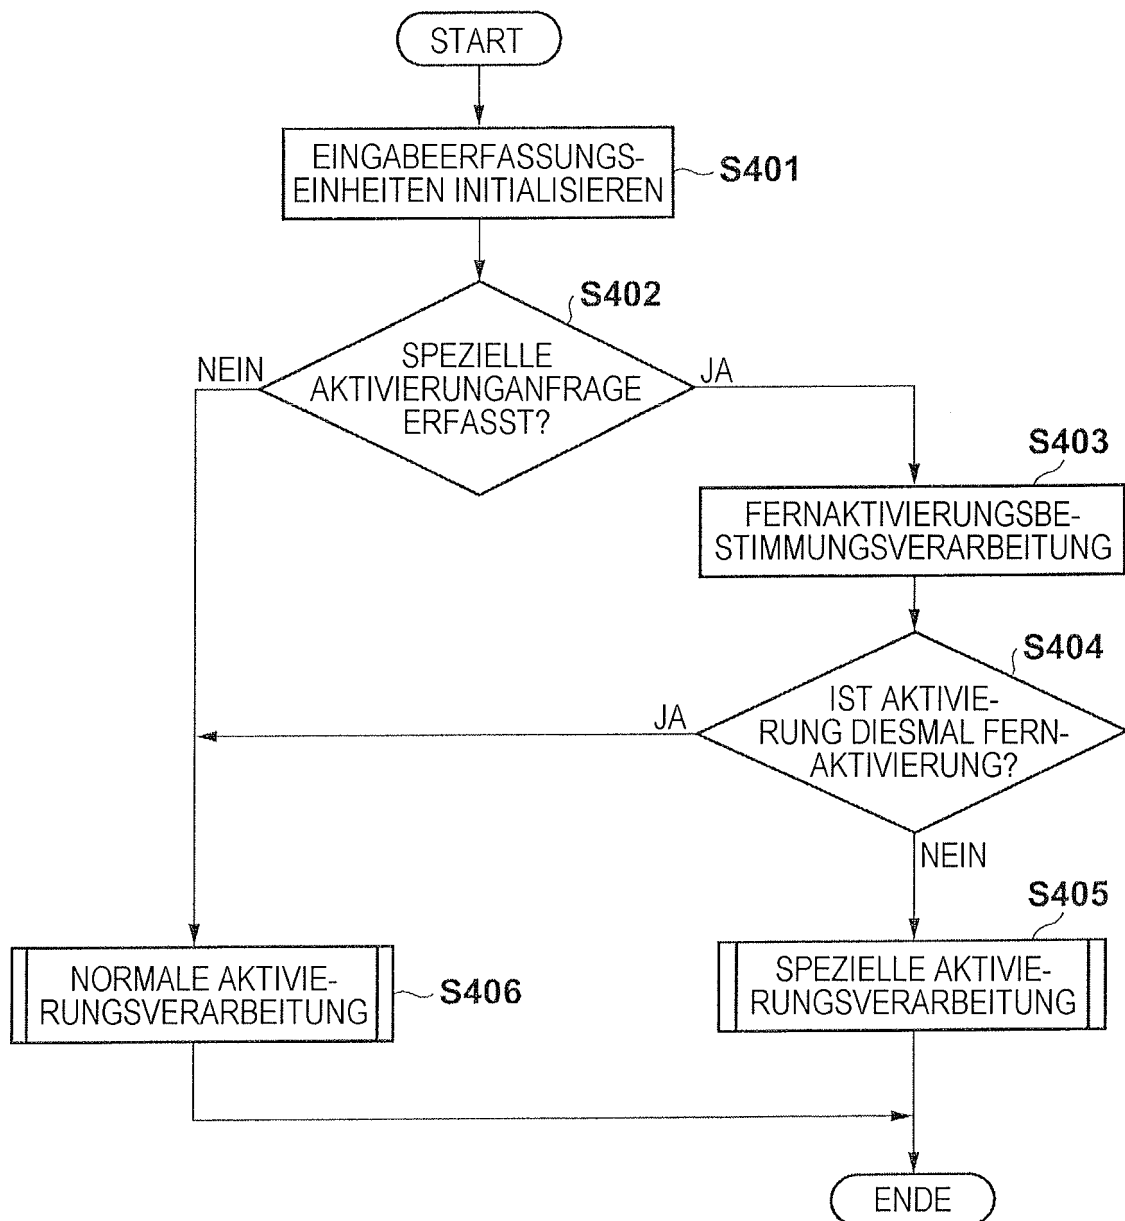 START
EINGABEERFASSUNGS-
EINHEITEN INITIALISIEREN
S401
S402
SPEZIELLE
AKTIVIERUNGANFRAGE
ERFASST?
NEIN
JA
S403
FERNAKTIVIERUNGSBE-
STIMMUNGSVERARBEITUNG
S404
IST AKTIVIE-
RUNG DIESMAL FERN-
AKTIVIERUNG?
JA
NEIN
S405
SPEZIELLE AKTIVIE-
RUNGSVERARBEITUNG
NORMALE AKTIVIE-
RUNGSVERARBEITUNG
S406
ENDE